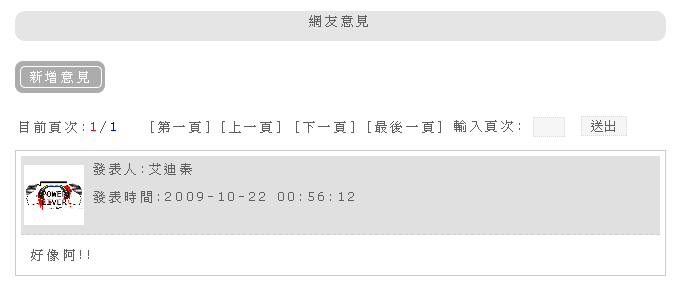 網友意見
新增意見
目前頁次:1/1 [第一頁] [上一頁] [下一頁] [最後一頁] 輸入頁次: 送出
發表人:艾迪秦
發表時間:2009-10-22 00:56:12
POWER
好像阿!!